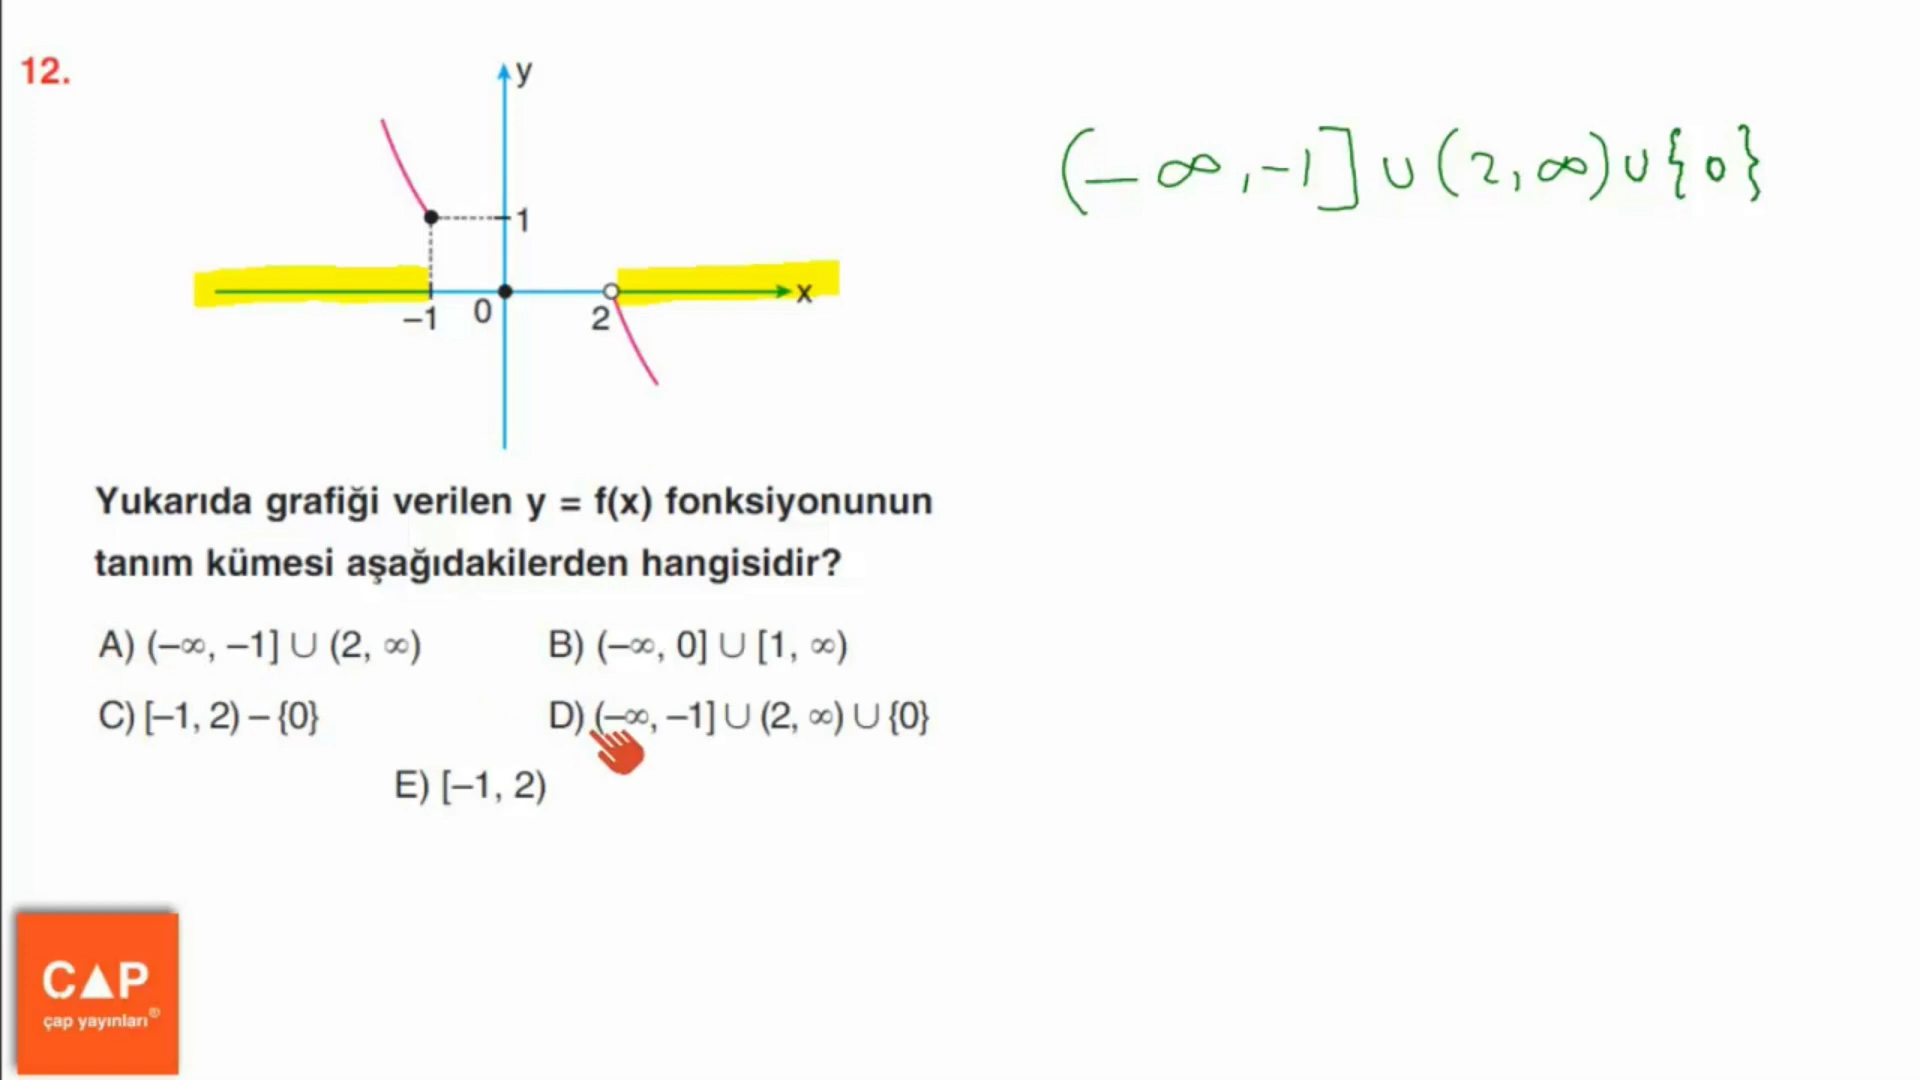 12.
y
(-∞,-1]∪(2,∞)∪{0}
1
x
–1
0
2
Yukarıda grafiği verilen y = f(x) fonksiyonunun
tanım kümesi aşağıdakilerden hangisidir?
A) (–∞, –1] ∪ (2, ∞)
B) (–∞, 0] ∪ [1, ∞)
C) [–1, 2) – {0}
D) (–∞, –1] ∪ (2, ∞) ∪ {0}
E) [–1, 2)
ÇAP
çap yayınları®